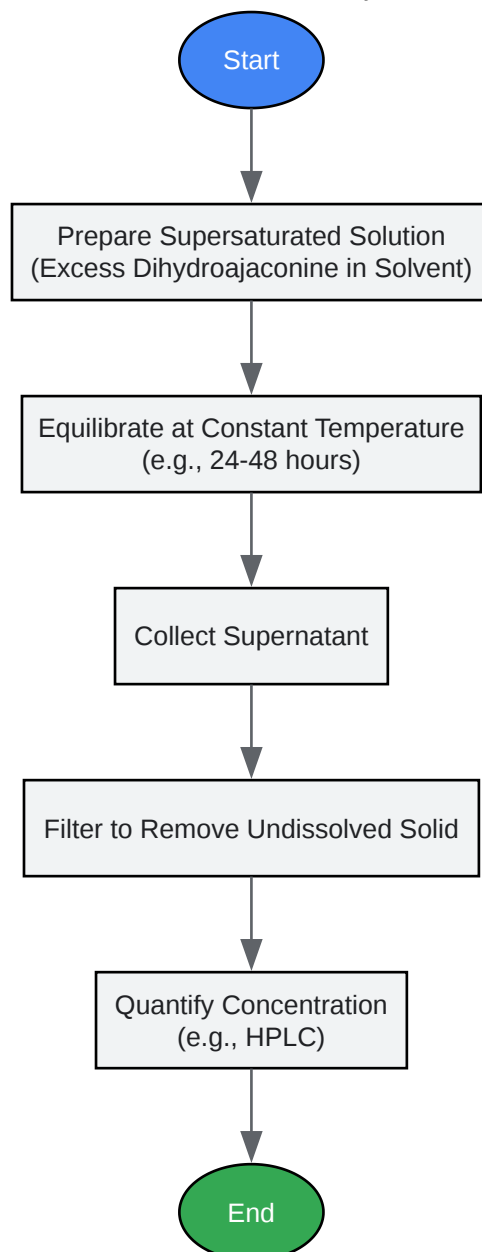 Start
Prepare Supersaturated Solution
(Excess Dihydroajaconine in Solvent)
Equilibrate at Constant Temperature
(e.g., 24-48 hours)
Collect Supernatant
Filter to Remove Undissolved Solid
Quantify Concentration
(e.g., HPLC)
End